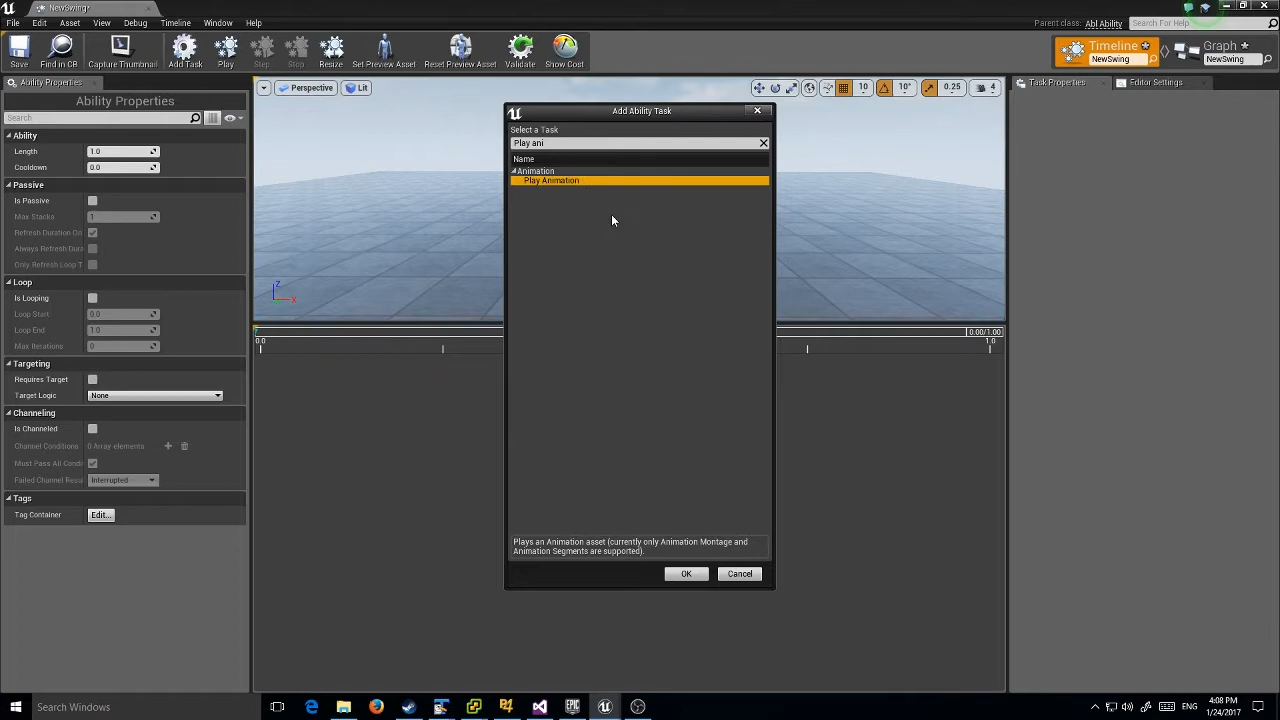 NewSwing*
File Edit Asset View Debug Timeline Window Help
Parent class: Abl Ability Search For Help
Save Find in CB Capture Thumbnail Add Task Play Step Step Resize Set Preview Asset Reset Preview Asset Validate Show Cost
Timeline
NewSwing
Graph
NewSwing
Ability Properties
Task Properties Editor Settings
Ability Properties
Search
Perspective Lit
10 10° 0.25 4
Ability
Length 1.0
Cooldown 0.0
Passive
Is Passive
Max Stacks 1
Refresh Duration On
Always Refresh Dura
Only Refresh Loop T
Loop
Is Looping
Loop Start 0.0
Loop End 1.0
Max Iterations 0
Targeting
Requires Target
Target Logic None
Channeling
Is Channeled
Channel Conditions 0 Array elements
Must Pass All Condi
Failed Channel Resu Interrupted
Tags
Tag Container Edit...
Z
X
0.00/1.00
0.0 1.0
Add Ability Task
Select a Task
Play ani
Name
Animation
Play Animation
Plays an Animation asset (currently only Animation Montage and
Animation Segments are supported).
OK Cancel
Search Windows
ENG
4:08 PM
1/24/2017